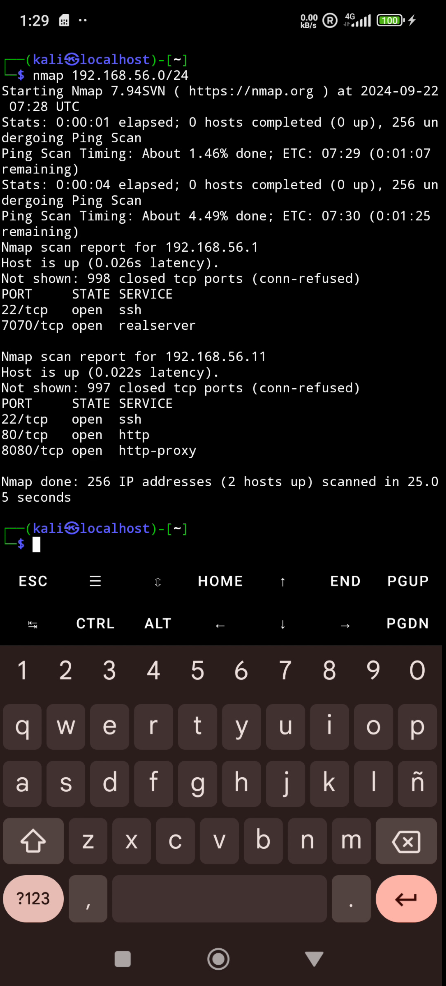 1:29
0.00 kB/s R 4G 100
┌──(kali㉿localhost)-[~]
└─$ nmap 192.168.56.0/24
Starting Nmap 7.94SVN ( https://nmap.org ) at 2024-09-22
 07:28 UTC
Stats: 0:00:01 elapsed; 0 hosts completed (0 up), 256 un
dergoing Ping Scan
Ping Scan Timing: About 1.46% done; ETC: 07:29 (0:01:07
remaining)
Stats: 0:00:04 elapsed; 0 hosts completed (0 up), 256 un
dergoing Ping Scan
Ping Scan Timing: About 4.49% done; ETC: 07:30 (0:01:25
remaining)
Nmap scan report for 192.168.56.1
Host is up (0.026s latency).
Not shown: 998 closed tcp ports (conn-refused)
PORT     STATE SERVICE
22/tcp   open  ssh
7070/tcp open  realserver

Nmap scan report for 192.168.56.11
Host is up (0.022s latency).
Not shown: 997 closed tcp ports (conn-refused)
PORT     STATE SERVICE
22/tcp   open  ssh
80/tcp   open  http
8080/tcp open  http-proxy

Nmap done: 256 IP addresses (2 hosts up) scanned in 25.0
5 seconds

┌──(kali㉿localhost)-[~]
└─$
ESC ☰ ⇳ HOME ↑ END PGUP
↹ CTRL ALT ← ↓ → PGDN
1 2 3 4 5 6 7 8 9 0
q w e r t y u i o p
a s d f g h j k l ñ
z x c v b n m
?123 , .